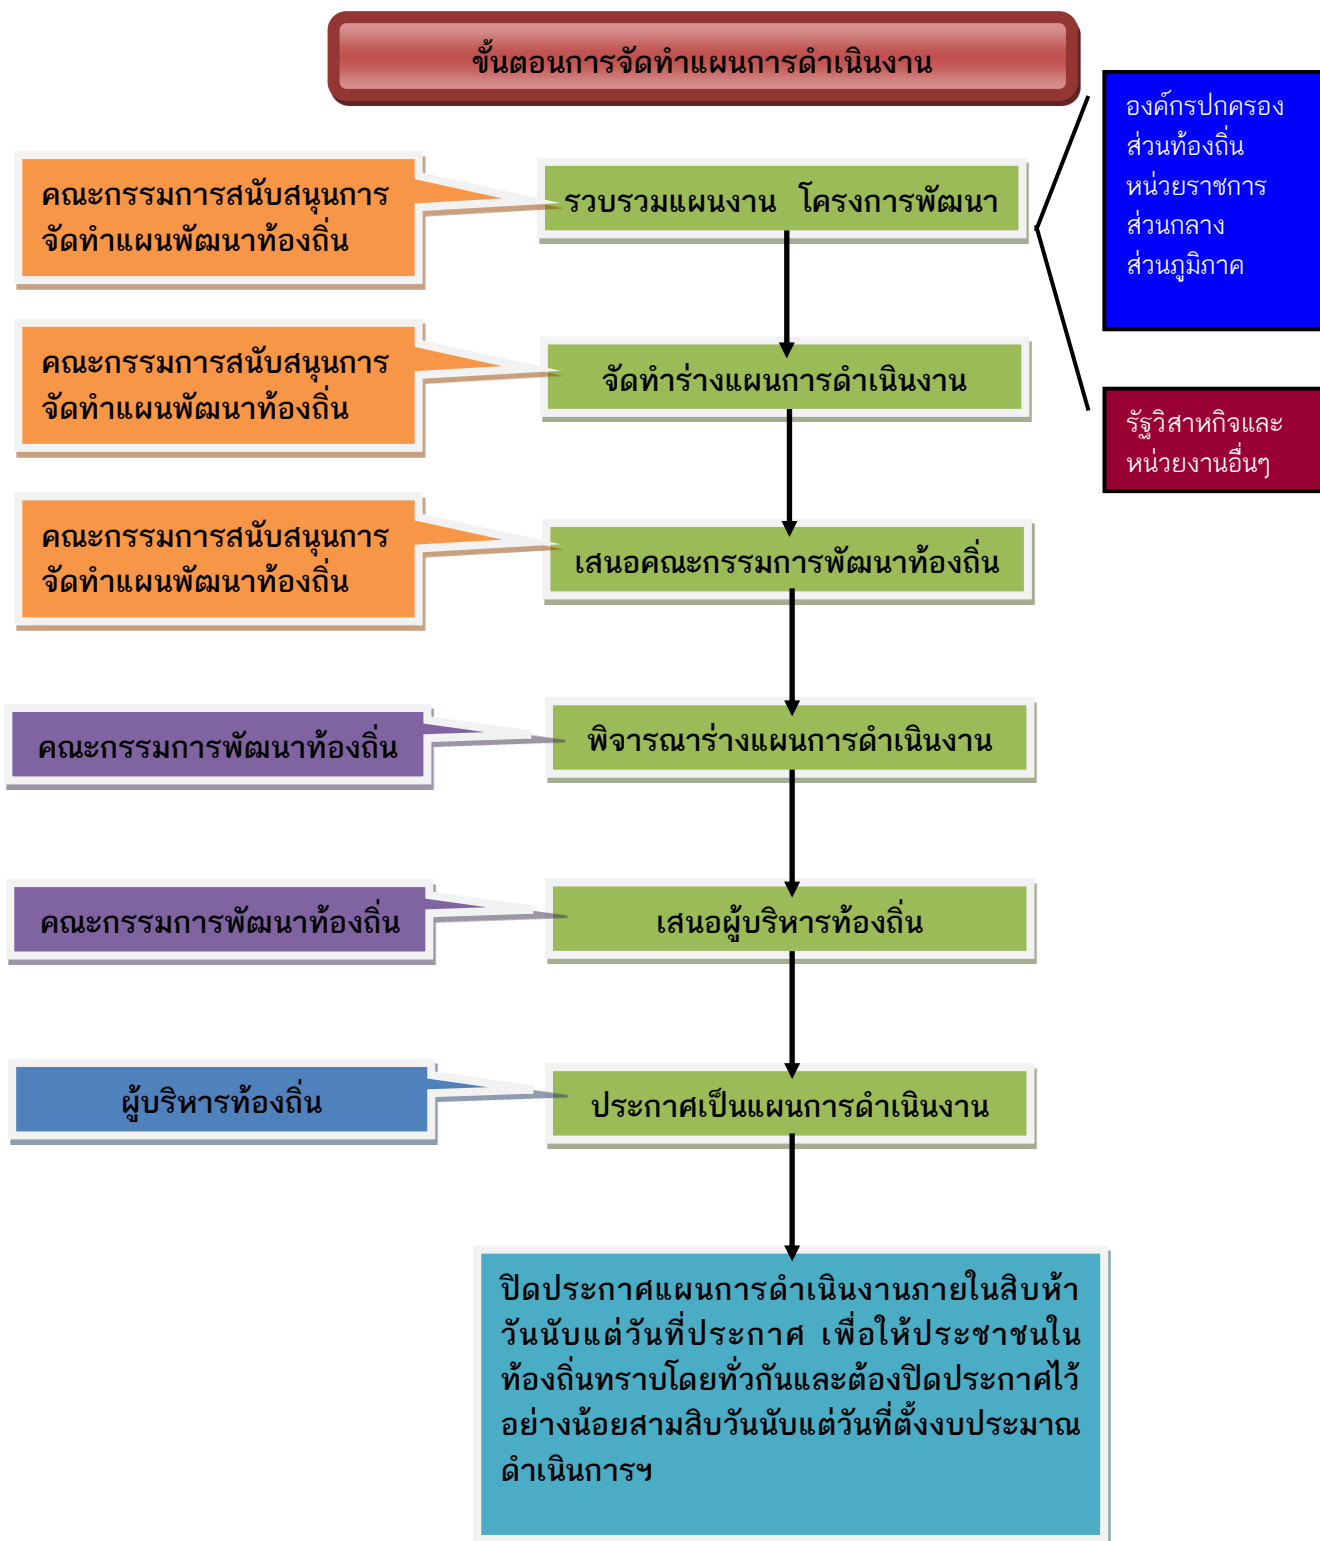 ขั้นตอนการจัดทำแผนการดำเนินงาน
องค์กรปกครอง
ส่วนท้องถิ่น
หน่วยราชการ
ส่วนกลาง
ส่วนภูมิภาค
คณะกรรมการสนับสนุนการ
จัดทำแผนพัฒนาท้องถิ่น
รวบรวมแผนงาน โครงการพัฒนา
คณะกรรมการสนับสนุนการ
จัดทำแผนพัฒนาท้องถิ่น
จัดทำร่างแผนการดำเนินงาน
รัฐวิสาหกิจและ
หน่วยงานอื่นๆ
คณะกรรมการสนับสนุนการ
จัดทำแผนพัฒนาท้องถิ่น
เสนอคณะกรรมการพัฒนาท้องถิ่น
คณะกรรมการพัฒนาท้องถิ่น
พิจารณาร่างแผนการดำเนินงาน
คณะกรรมการพัฒนาท้องถิ่น
เสนอผู้บริหารท้องถิ่น
ผู้บริหารท้องถิ่น
ประกาศเป็นแผนการดำเนินงาน
ปิดประกาศแผนการดำเนินงานภายในสิบห้า
วันนับแต่วันที่ประกาศ เพื่อให้ประชาชนใน
ท้องถิ่นทราบโดยทั่วกันและต้องปิดประกาศไว้
อย่างน้อยสามสิบวันนับแต่วันที่ตั้งงบประมาณ
ดำเนินการฯ